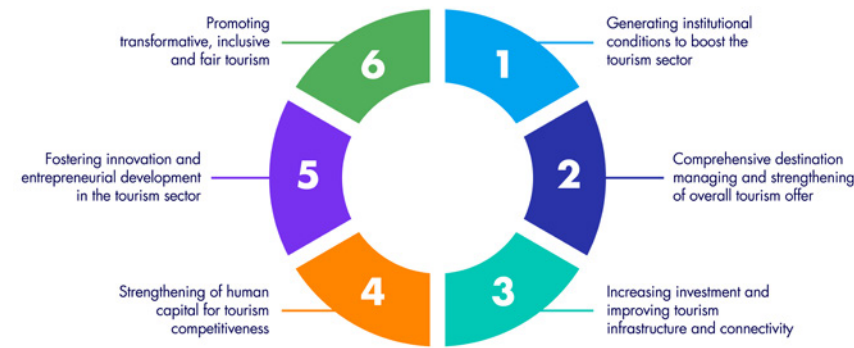 1
Generating institutional
conditions to boost the
tourism sector
2
Comprehensive destination
managing and strengthening
of overall tourism offer
3
Increasing investment and
improving tourism
infrastructure and connectivity
4
Strengthening of human
capital for tourism
competitiveness
5
Fostering innovation and
entrepreneurial development
in the tourism sector
6
Promoting
transformative, inclusive
and fair tourism